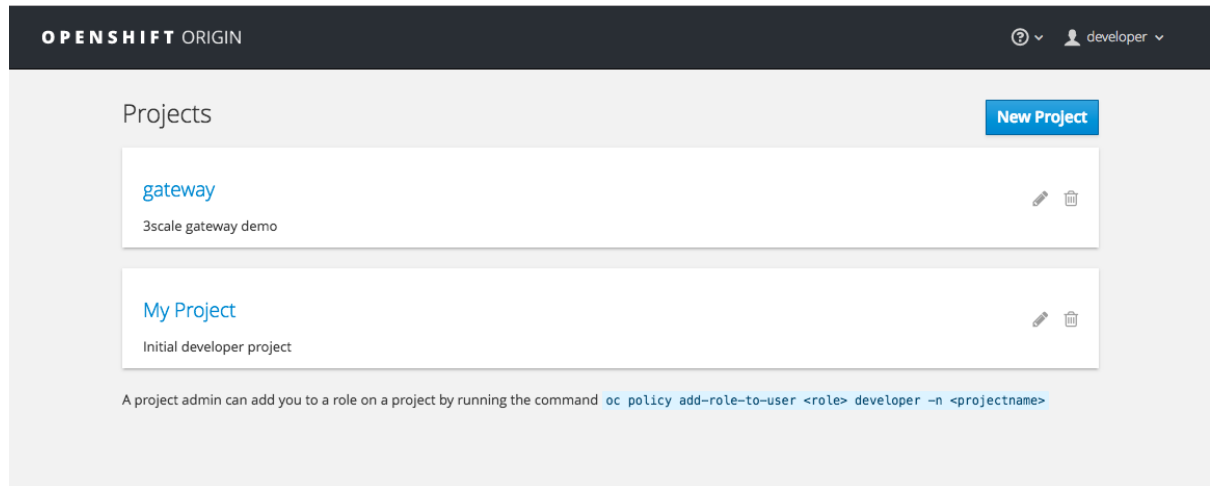 OPENSHIFT ORIGIN
developer
Projects
New Project
gateway
3scale gateway demo
My Project
Initial developer project
A project admin can add you to a role on a project by running the command oc policy add-role-to-user <role> developer -n <projectname>